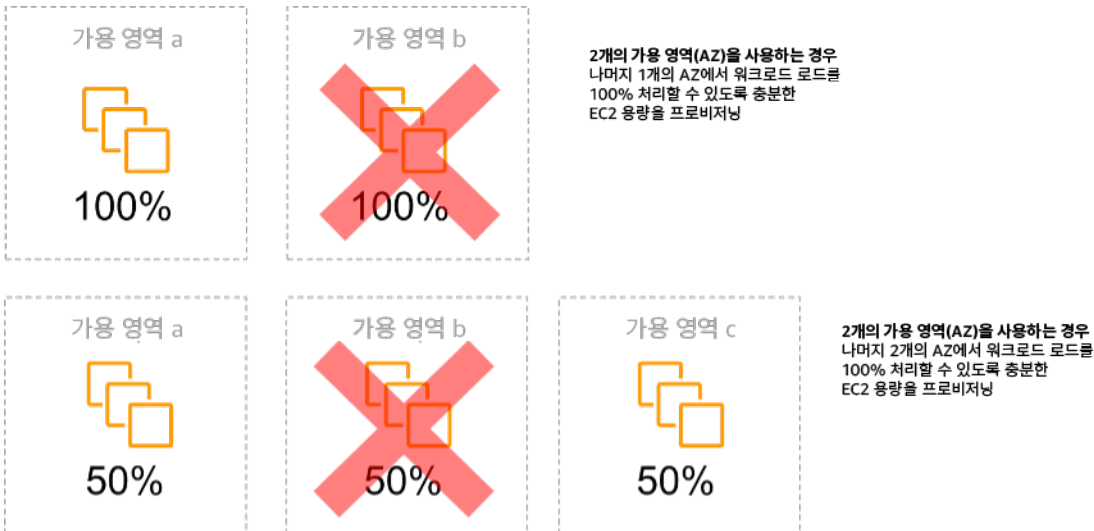 가용 영역 a
가용 영역 b
2개의 가용 영역(AZ)을 사용하는 경우
나머지 1개의 AZ에서 워크로드 로드를
100% 처리할 수 있도록 충분한
EC2 용량을 프로비저닝
100%
100%
가용 영역 a
가용 영역 b
가용 영역 c
2개의 가용 영역(AZ)을 사용하는 경우
나머지 2개의 AZ에서 워크로드 로드를
100% 처리할 수 있도록 충분한
EC2 용량을 프로비저닝
50%
50%
50%